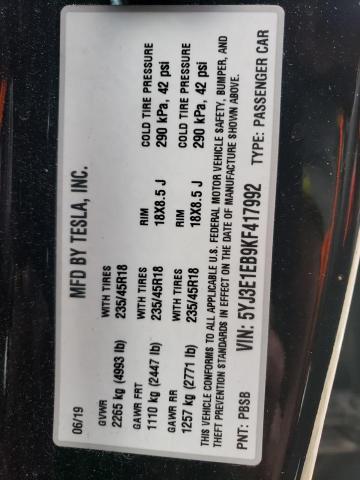 MFD BY TESLA, INC.
06/19
GVWR WITH TIRES RIM COLD TIRE PRESSURE
2265 kg (4993 lb) 235/45R18 18X8.5 J 290 kPa, 42 psi
GAWR FRT WITH TIRES RIM COLD TIRE PRESSURE
1110 kg (2447 lb) 235/45R18 18X8.5 J 290 kPa, 42 psi
GAWR RR
1257 kg (2771 lb) 235/45R18
THIS VEHICLE CONFORMS TO ALL APPLICABLE U.S. FEDERAL MOTOR VEHICLE SAFETY, BUMPER, AND
THEFT PREVENTION STANDARDS IN EFFECT ON THE DATE OF MANUFACTURE SHOWN ABOVE.
PNT: PBSB VIN: 5YJ3E1EB9KF417992 TYPE: PASSENGER CAR